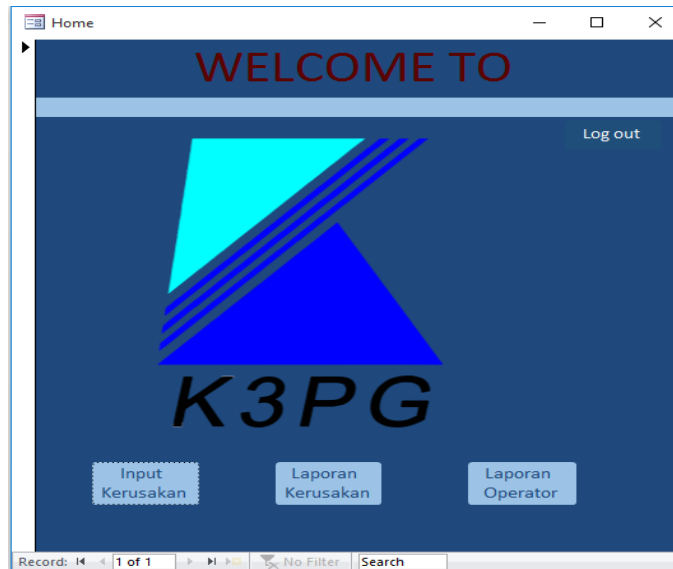 Home
WELCOME TO
Log out
K3PG
Input
Kerusakan
Laporan
Kerusakan
Laporan
Operator
Record: 1 of 1 No Filter Search